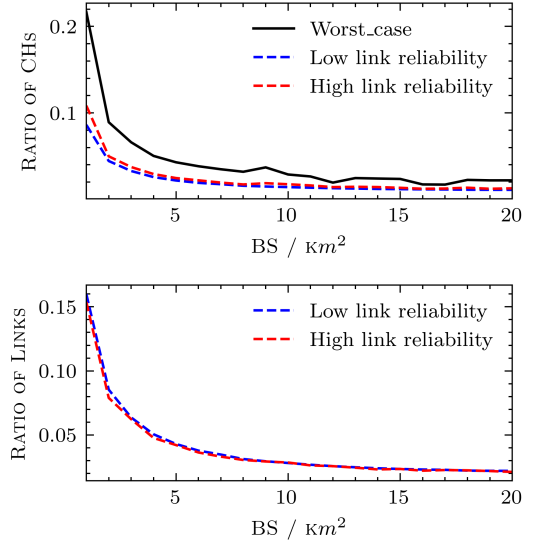 0.2
0.1
RATIO OF CHS
Worst_case
Low link reliability
High link reliability
5
10
15
20
BS / Km²
0.15
0.10
0.05
RATIO OF LINKS
Low link reliability
High link reliability
5
10
15
20
BS / Km²